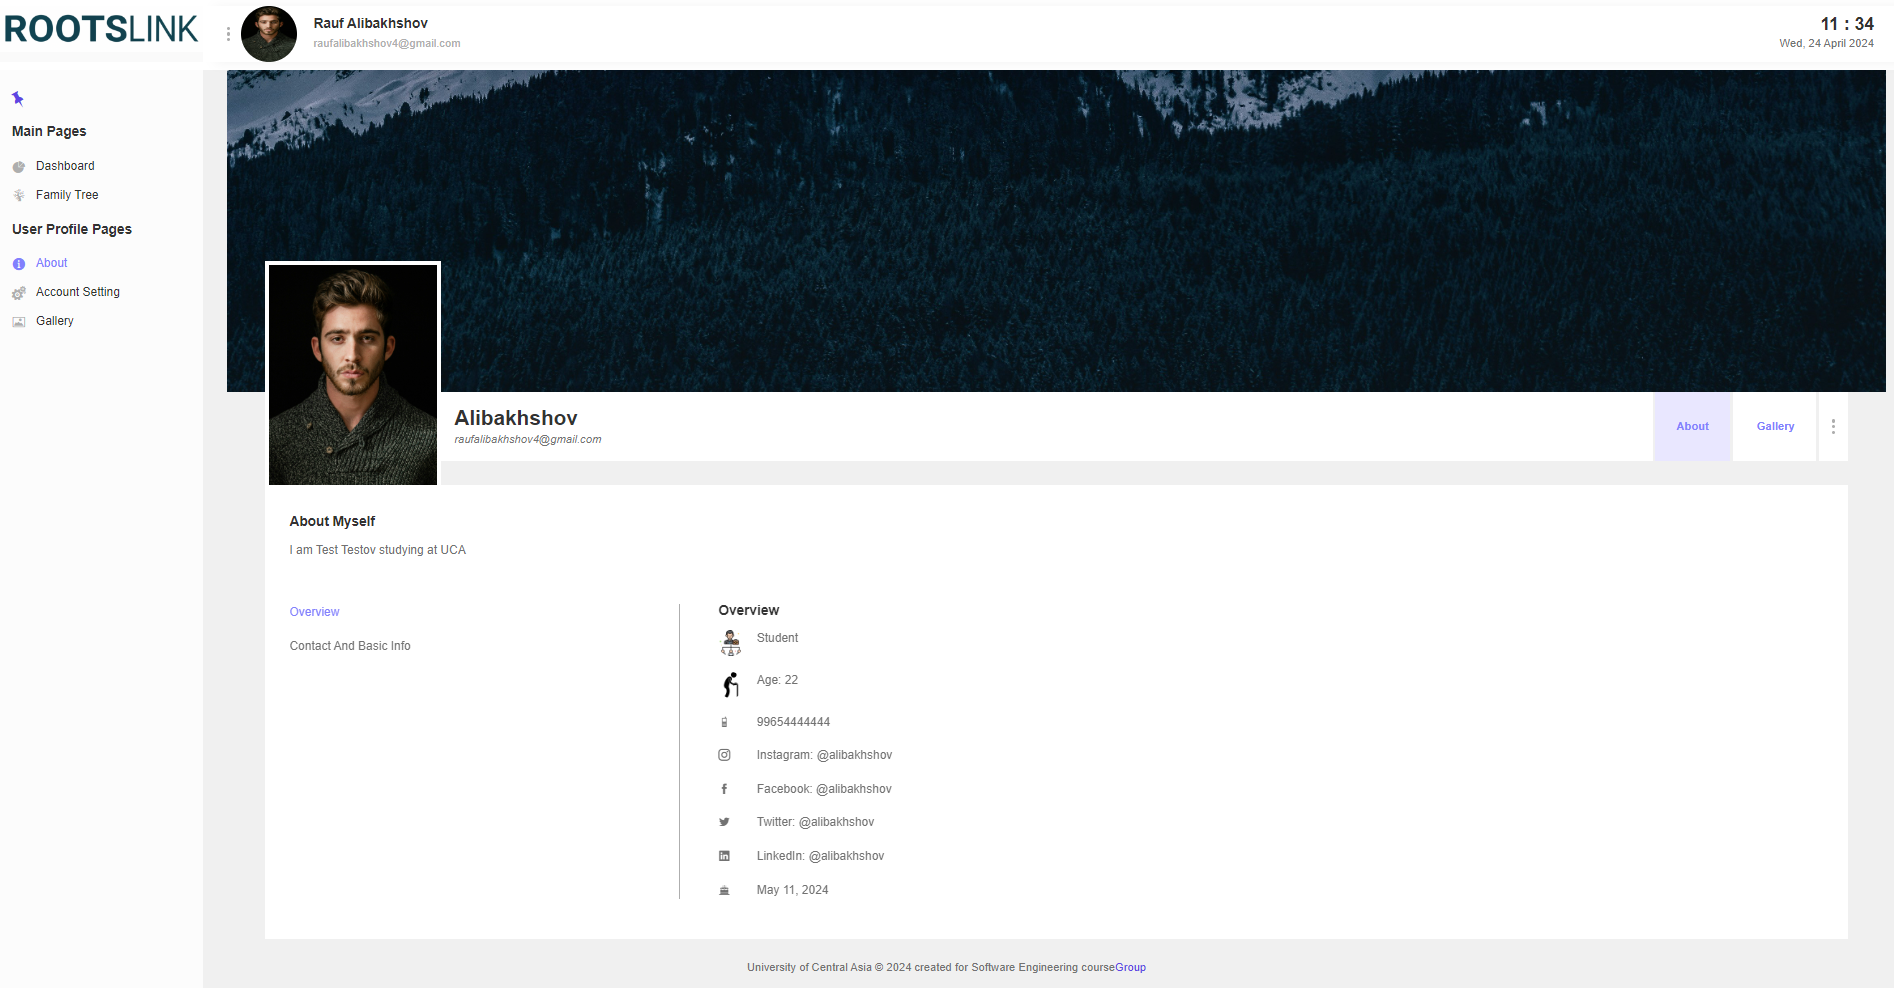 ROOTSLINK
Rauf Alibakhshov
raufalibakhshov4@gmail.com
11 : 34
Wed, 24 April 2024
Main Pages
Dashboard
Family Tree
User Profile Pages
About
Account Setting
Gallery
Alibakhshov
raufalibakhshov4@gmail.com
About
Gallery
About Myself
I am Test Testov studying at UCA
Overview
Contact And Basic Info
Overview
Student
Age: 22
99654444444
Instagram: @alibakhshov
Facebook: @alibakhshov
Twitter: @alibakhshov
LinkedIn: @alibakhshov
May 11, 2024
University of Central Asia © 2024 created for Software Engineering courseGroup